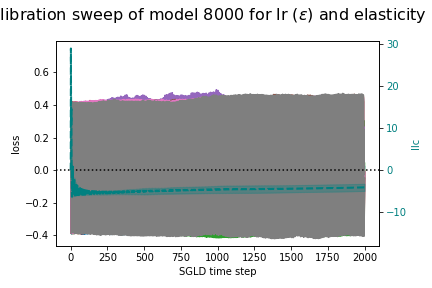 libration sweep of model 8000 for lr (ε) and elasticity
0.6
0.4
0.2
0.0
−0.2
−0.4
loss
30
20
10
0
−10
llc
0 250 500 750 1000 1250 1500 1750 2000
SGLD time step